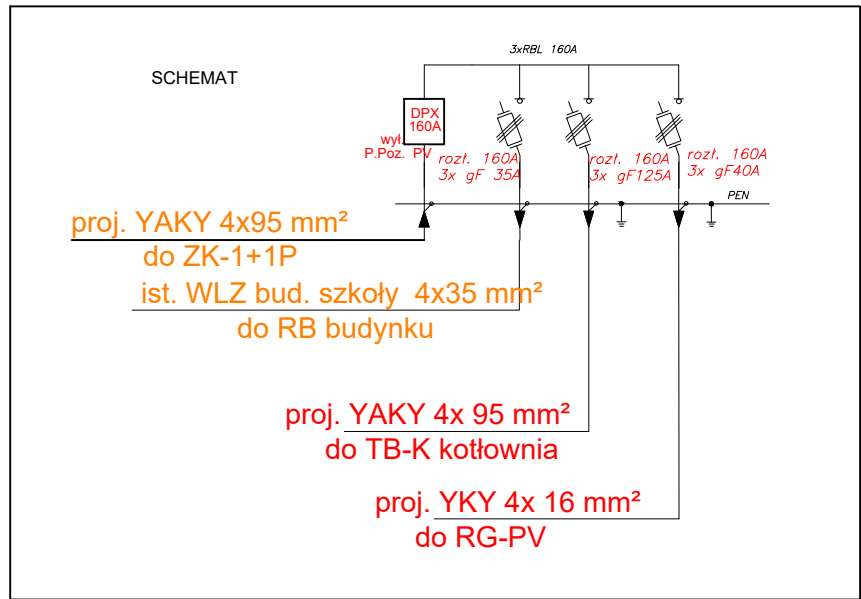 3xRBL 160A
SCHEMAT
DPX
160A
wył.
P.Poz. PV
rozł. 160A
3x gF 35A
rozł. 160A
3x gF125A
rozł. 160A
3x gF40A
PEN
proj. YAKY 4x95 mm²
do ZK-1+1P
ist. WLZ bud. szkoły 4x35 mm²
do RB budynku
proj. YAKY 4x 95 mm²
do TB-K kotłownia
proj. YKY 4x 16 mm²
do RG-PV